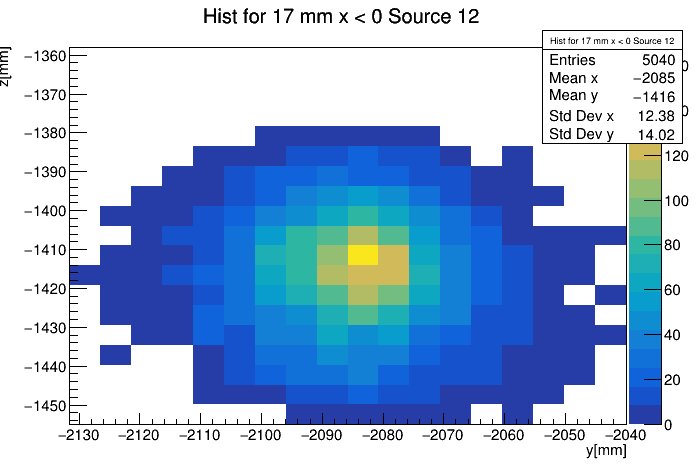 Hist for 17 mm x < 0 Source 12
Hist for 17 mm x < 0 Source 12
Entries 5040
Mean x −2085
Mean y −1416
Std Dev x 12.38
Std Dev y 14.02
z[mm]
−1360
−1370
−1380
−1390
−1400
−1410
−1420
−1430
−1440
−1450
120
100
80
60
40
20
0
−2130 −2120 −2110 −2100 −2090 −2080 −2070 −2060 −2050 −2040
y[mm]